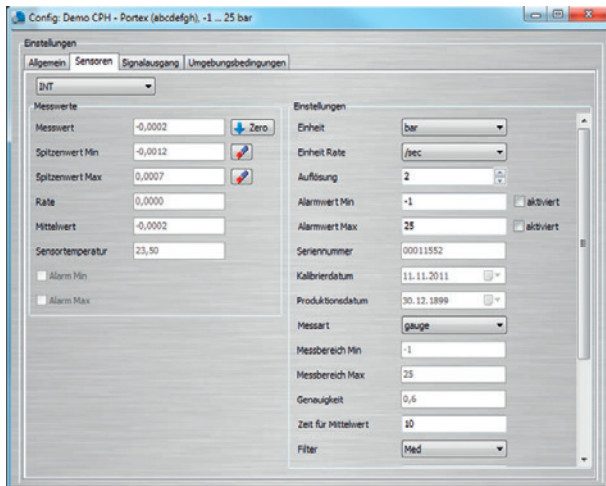 Config: Demo CPH - Portex (abcdefgh), -1 ... 25 bar
Einstellungen
Allgemein Sensoren Signalausgang Umgebungsbedingungen
INT
Messwerte
Messwert -0,0002 Zero
Spitzenwert Min -0,0012
Spitzenwert Max 0,0007
Rate 0,0000
Mittelwert -0,0002
Sensortemperatur 23,50
Alarm Min
Alarm Max
Einstellungen
Einheit bar
Einheit Rate /sec
Auflösung 2
Alarmwert Min -1 aktiviert
Alarmwert Max 25 aktiviert
Seriennummer 00011552
Kalibrierdatum 11.11.2011
Produktionsdatum 30.12.1899
Messart gauge
Messbereich Min -1
Messbereich Max 25
Genauigkeit 0,6
Zeit für Mittelwert 10
Filter Med